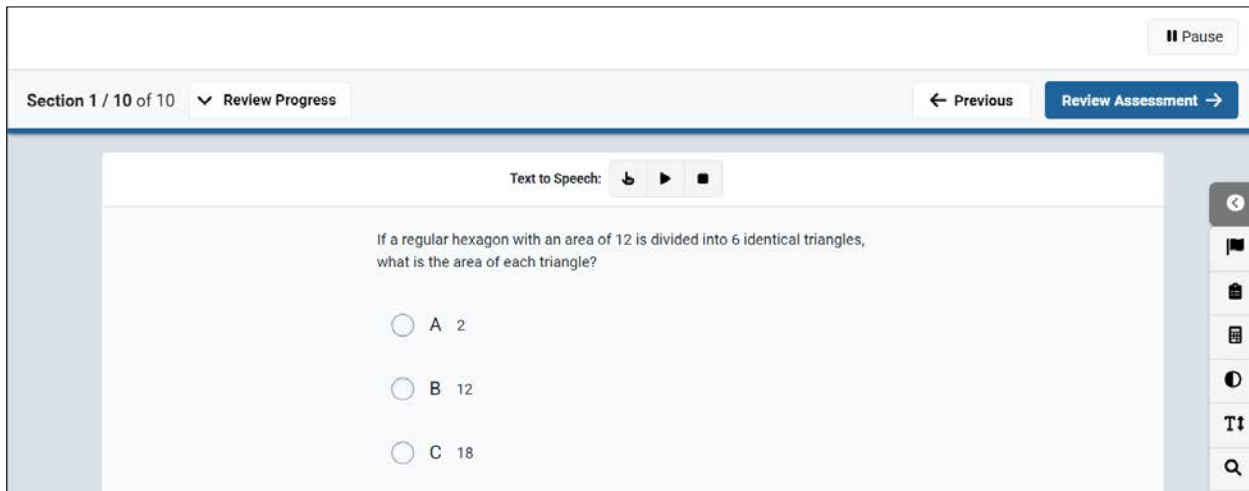 Pause
Section 1 / 10 of 10
Review Progress
Previous
Review Assessment
Text to Speech:
If a regular hexagon with an area of 12 is divided into 6 identical triangles,
what is the area of each triangle?
A 2
B 12
C 18